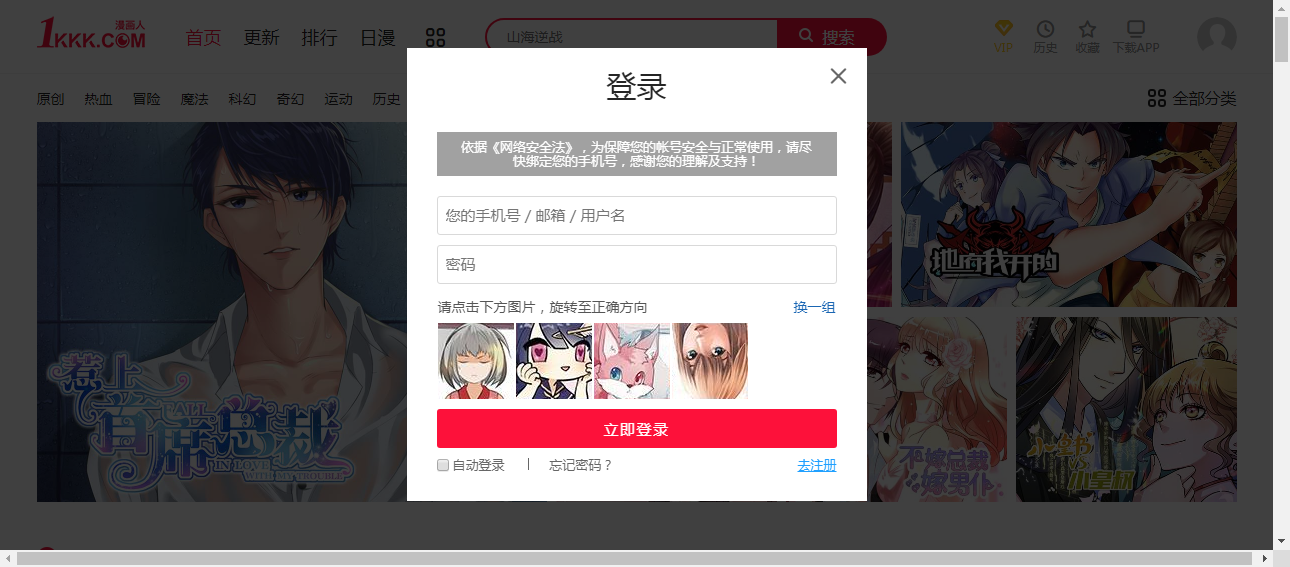 1KKK.COM 漫画人
首页 更新 排行 日漫
山海逆战
搜索
VIP 历史 收藏 下载APP
原创 热血 冒险 魔法 科幻 奇幻 运动 历史
全部分类
登录
依据《网络安全法》，为保障您的帐号安全与正常使用，请尽
快绑定您的手机号，感谢您的理解及支持！
您的手机号 / 邮箱 / 用户名
密码
请点击下方图片，旋转至正确方向
换一组
立即登录
自动登录 | 忘记密码？
去注册
惹上
CALL
首席总裁
IN LOVE WITH MY TROUBLE
地府我开的
不嫁总裁
嫁男仆
小皇书
VS
小皇叔